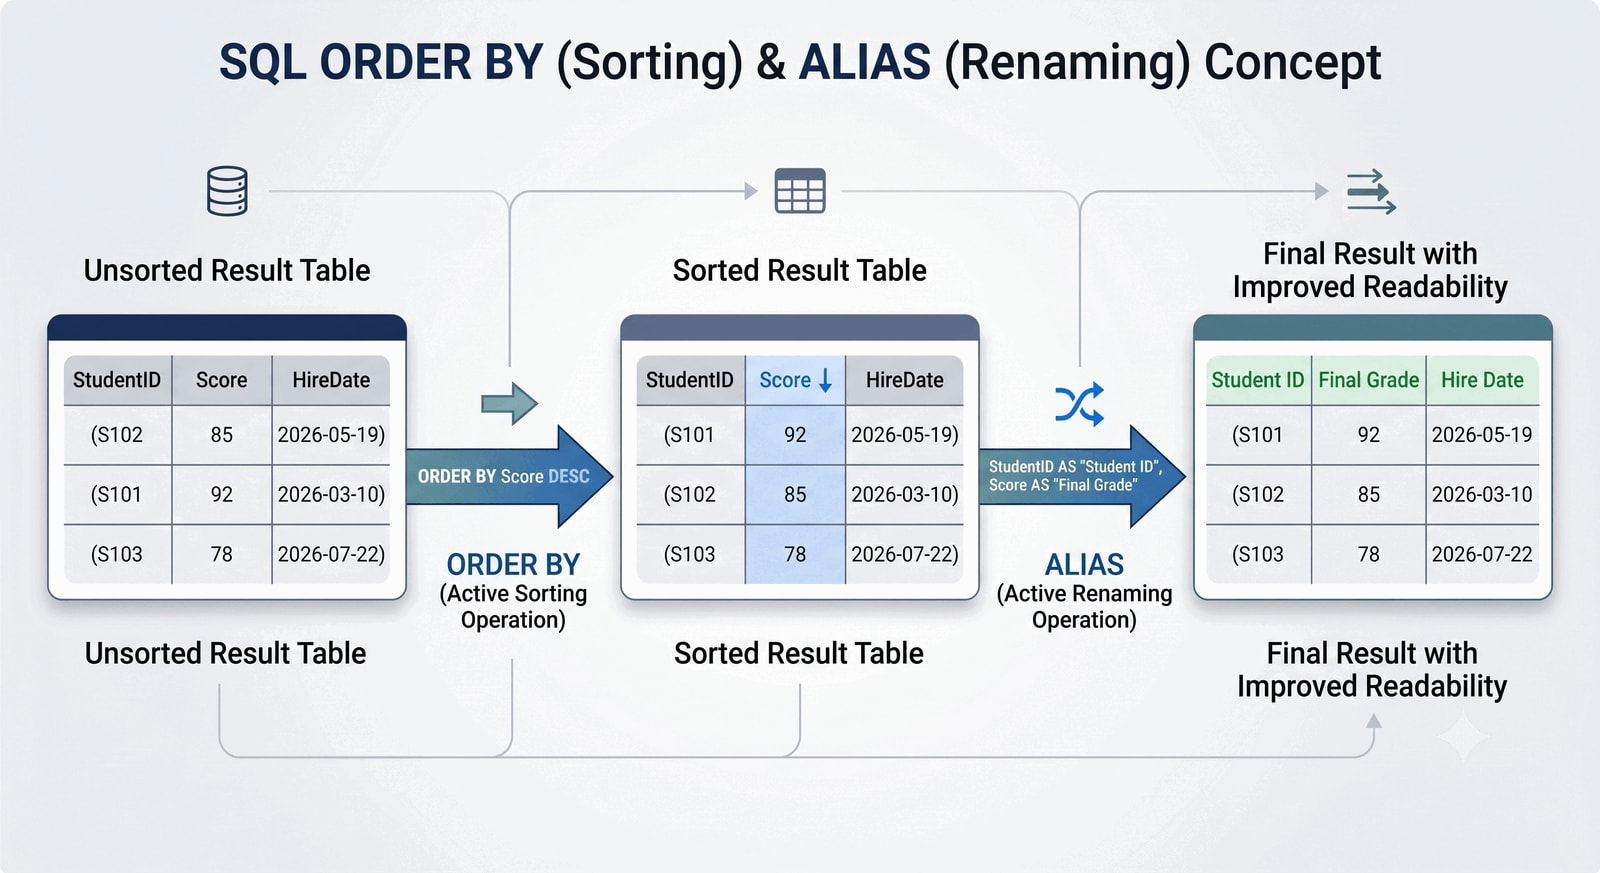 SQL ORDER BY (Sorting) & ALIAS (Renaming) Concept
Unsorted Result Table
StudentID Score HireDate
(S102 85 2026-05-19)
(S101 92 2026-03-10)
(S103 78 2026-07-22)
Unsorted Result Table
ORDER BY Score DESC
ORDER BY
(Active Sorting
Operation)
Sorted Result Table
StudentID Score ↓ HireDate
(S101 92 2026-05-19)
(S102 85 2026-03-10)
(S103 78 2026-07-22)
Sorted Result Table
StudentID AS "Student ID",
Score AS "Final Grade"
ALIAS
(Active Renaming
Operation)
Final Result with
Improved Readability
Student ID Final Grade Hire Date
(S101 92 2026-05-19
(S102 85 2026-03-10
(S103 78 2026-07-22
Final Result with
Improved Readability